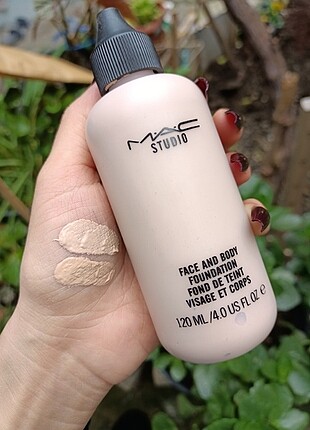 MAC
STUDIO
FACE AND BODY
FOUNDATION
FOND DE TEINT
VISAGE ET CORPS
120 ML/4.0 US FL OZ e